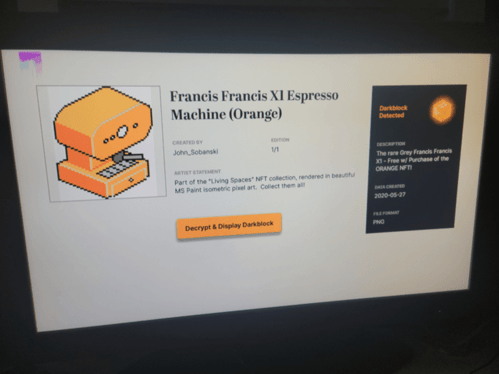 Francis Francis X1 Espresso
Machine (Orange)
CREATED BY
John_Sobanski
EDITION
1/1
ARTIST STATEMENT
Part of the "Living Spaces" NFT collection, rendered in beautiful
MS Paint isometric pixel art. Collect them all!
Decrypt & Display Darkblock
Darkblock
Detected
DESCRIPTION
The rare Grey Francis Francis
X1 - Free w/ Purchase of the
ORANGE NFT!
DATA CREATED
2020-05-27
FILE FORMAT
PNG